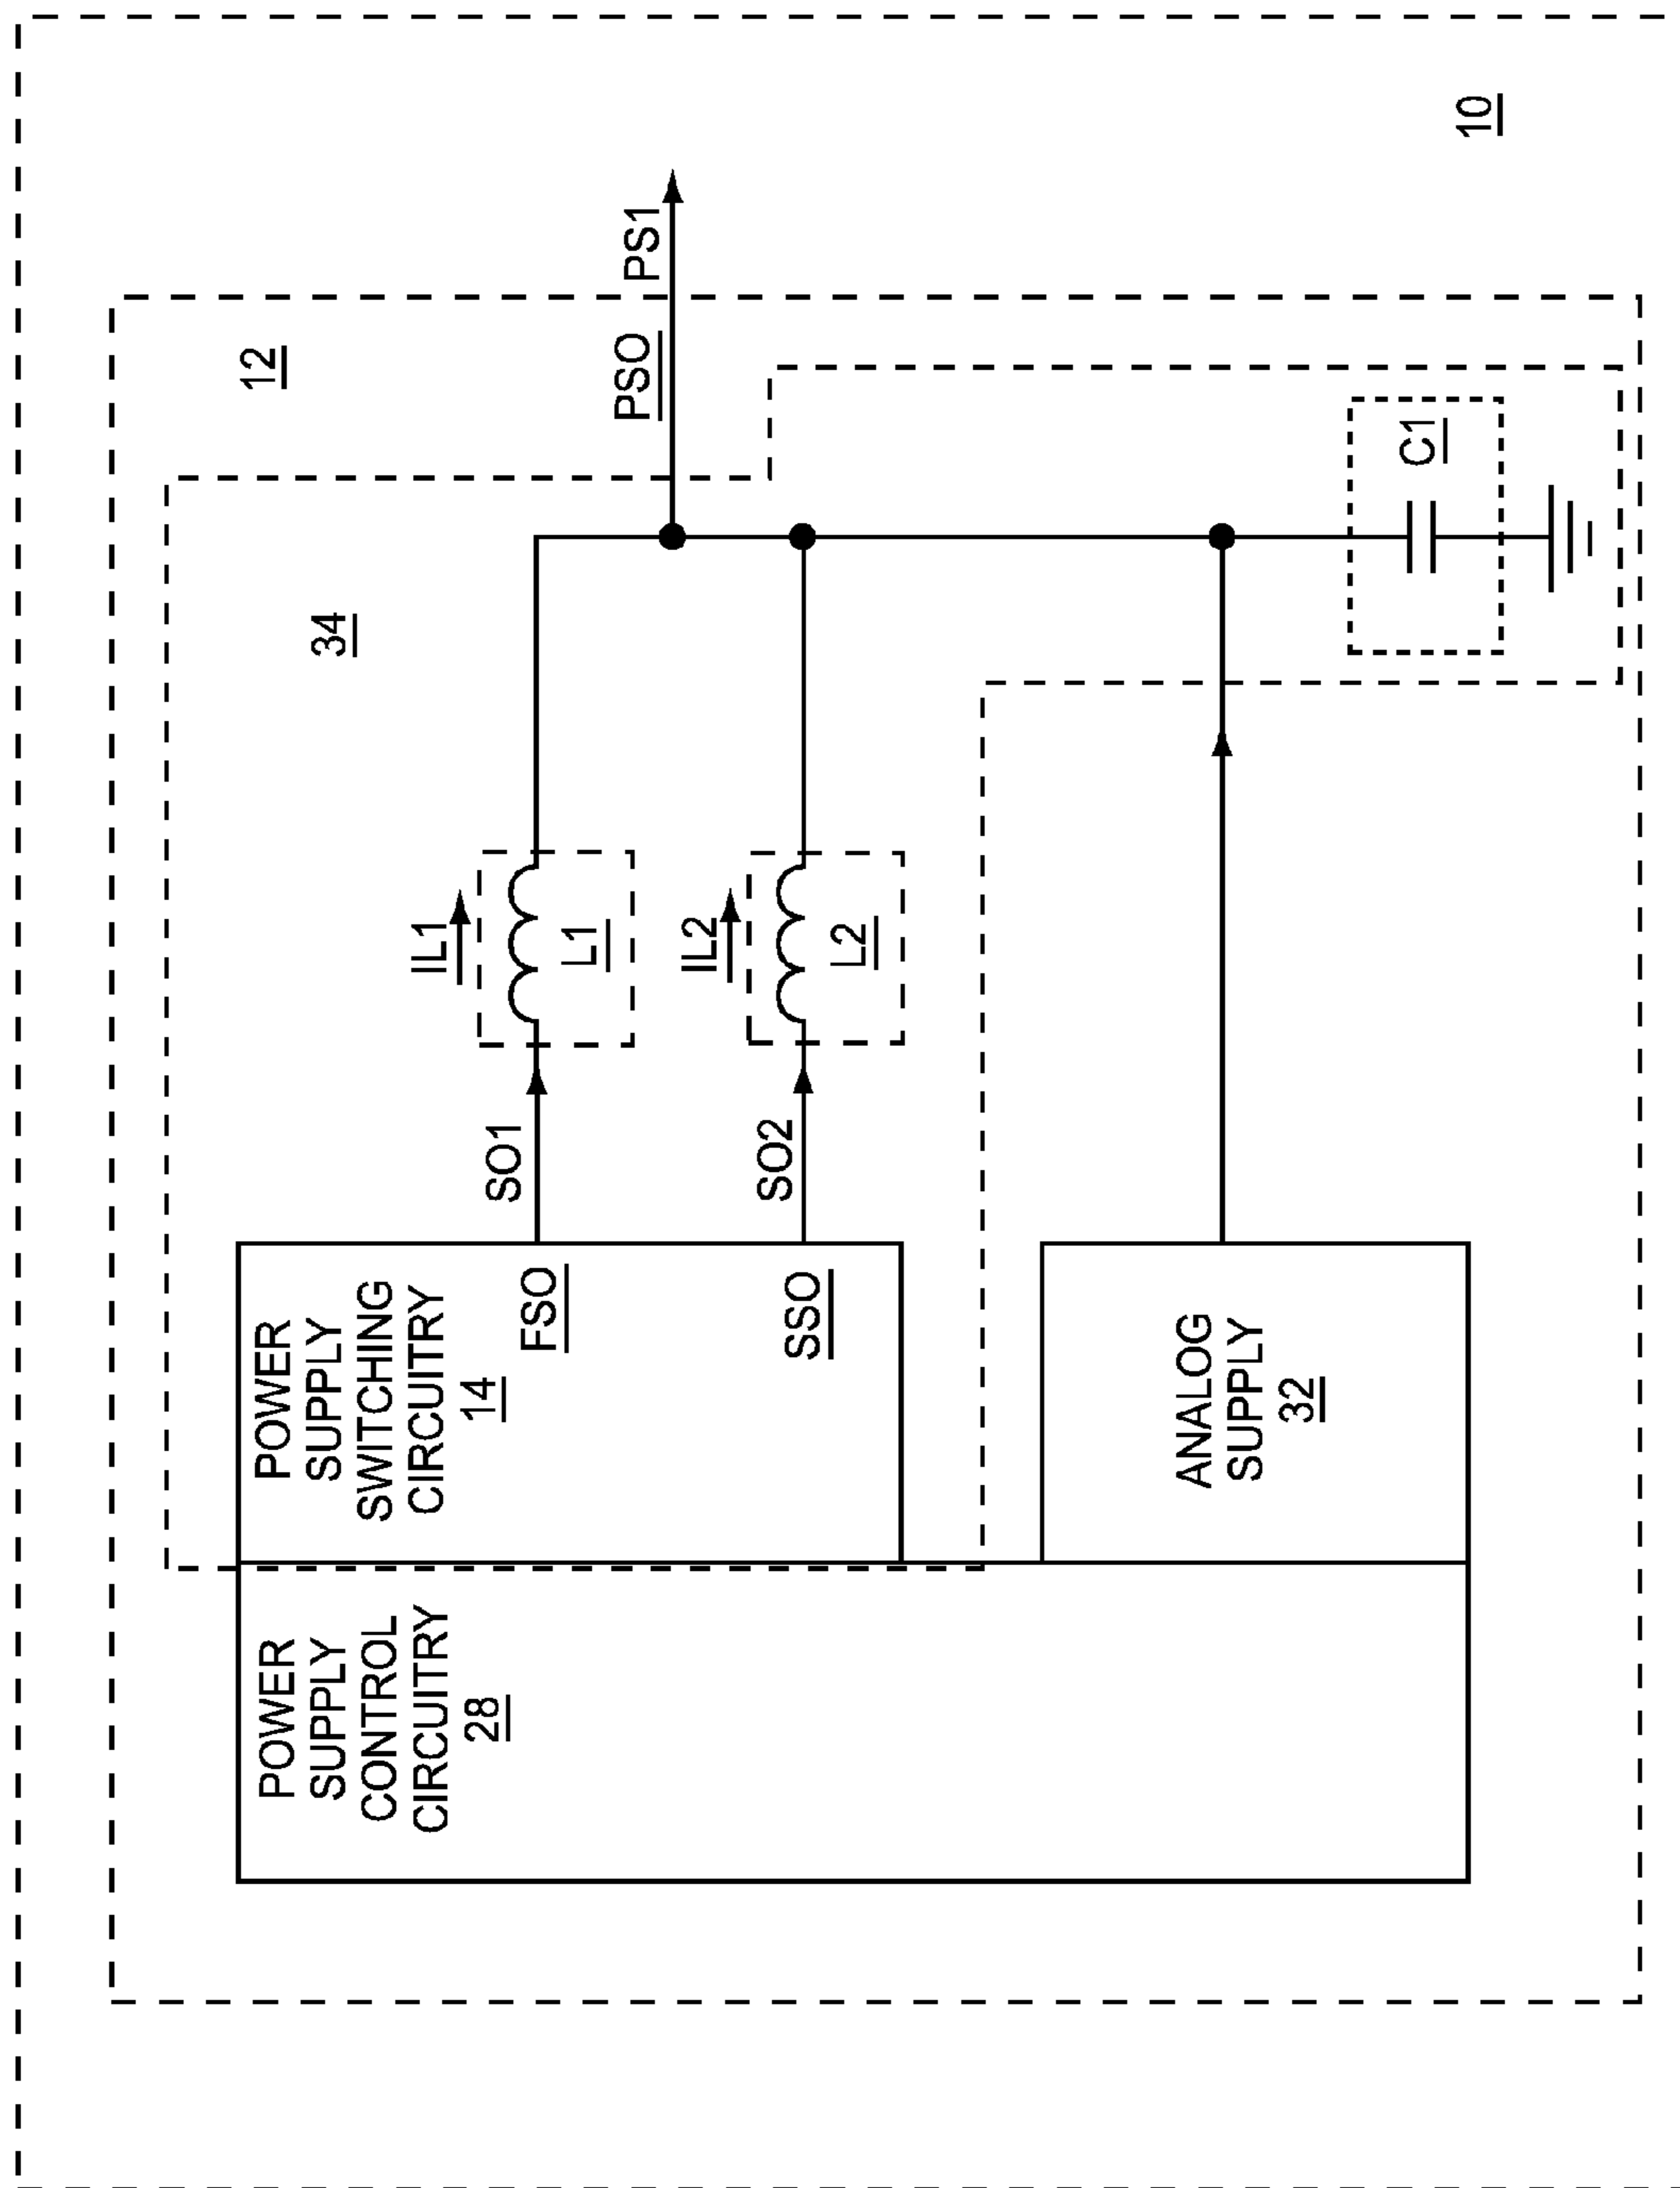 POWER
SUPPLY
CONTROL
CIRCUITRY
28
POWER
SUPPLY
SWITCHING
CIRCUITRY
14
FSO
SSO
ANALOG
SUPPLY
32
SO1
SO2
IL1
L1
IL2
L2
34
12
PSO
PS1
C1
10